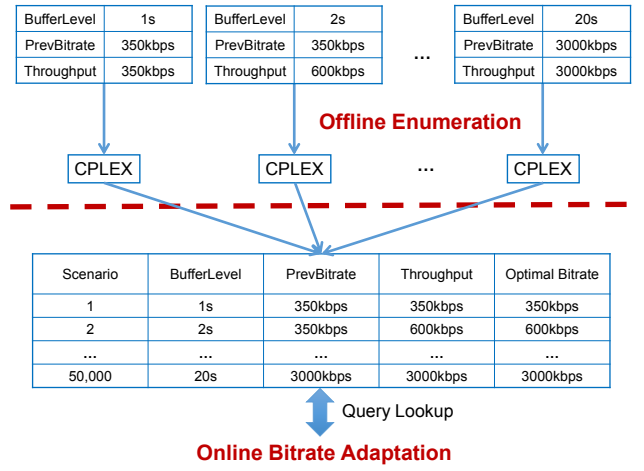 BufferLevel 1s
PrevBitrate 350kbps
Throughput 350kbps
BufferLevel 2s
PrevBitrate 350kbps
Throughput 600kbps
...
BufferLevel 20s
PrevBitrate 3000kbps
Throughput 3000kbps
Offline Enumeration
CPLEX
CPLEX
...
CPLEX
Scenario BufferLevel PrevBitrate Throughput Optimal Bitrate
1 1s 350kbps 350kbps 350kbps
2 2s 350kbps 600kbps 600kbps
... ... ... ... ...
50,000 20s 3000kbps 3000kbps 3000kbps
Query Lookup
Online Bitrate Adaptation